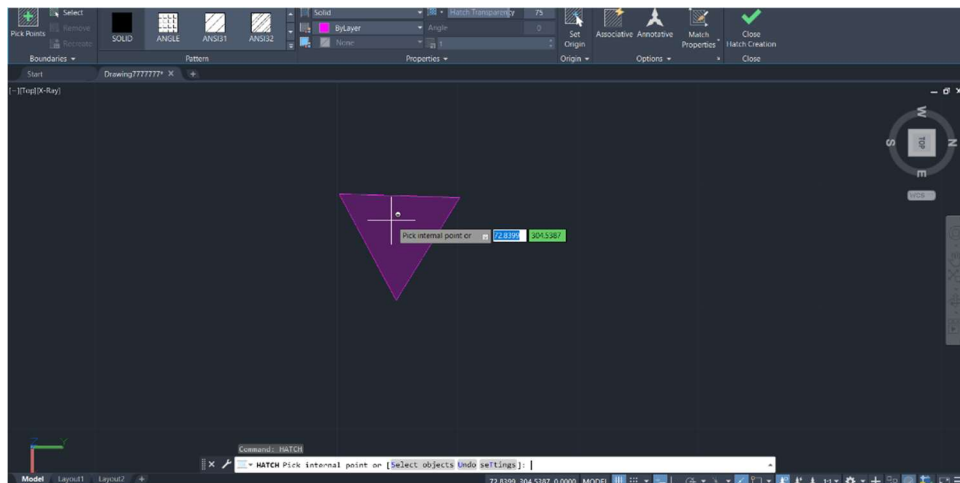 Select
Solid
Hatch Transparency 75
Pick Points
Remove
ByLayer
Angle 0
Recreate
SOLID
ANGLE
ANSI31
ANSI32
None
1
Set
Origin
Associative
Annotative
Match
Properties
Close
Hatch Creation
Boundaries
Pattern
Properties
Origin
Options
Close
Start
Drawing7777777*
[-][Top][X-Ray]
W
S
TOP
N
E
Pick internal point or
72.8399
304.5387
Command: HATCH
HATCH Pick internal point or [Select objects Undo seTtings]:
Model
Layout1
Layout2
+
72.8399, 304.5387, 0.0000 MODEL
1:1